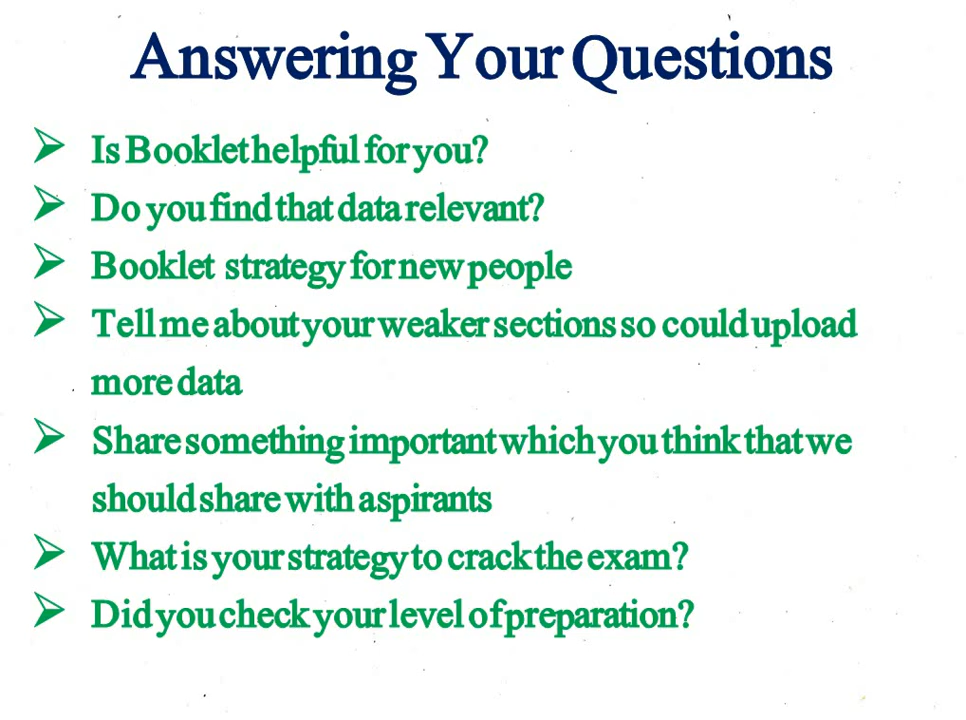 Answering Your Questions
➢ Is Booklet helpful for you?
➢ Do you find that data relevant?
➢ Booklet strategy for new people
➢ Tell me about your weaker sections so could upload
more data
➢ Share something important which you think that we
should share with aspirants
➢ What is your strategy to crack the exam?
➢ Did you check your level of preparation?